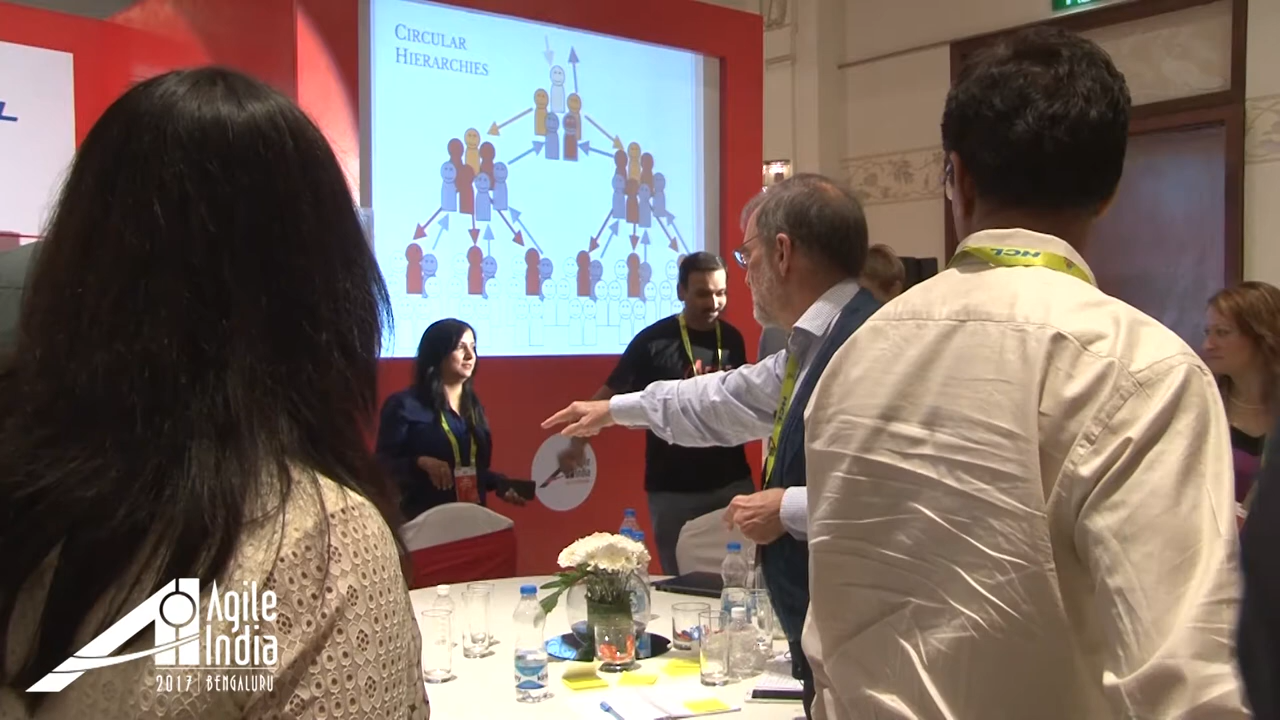 CIRCULAR
HIERARCHIES
HCL
Agile
India
2017 | BENGALURU